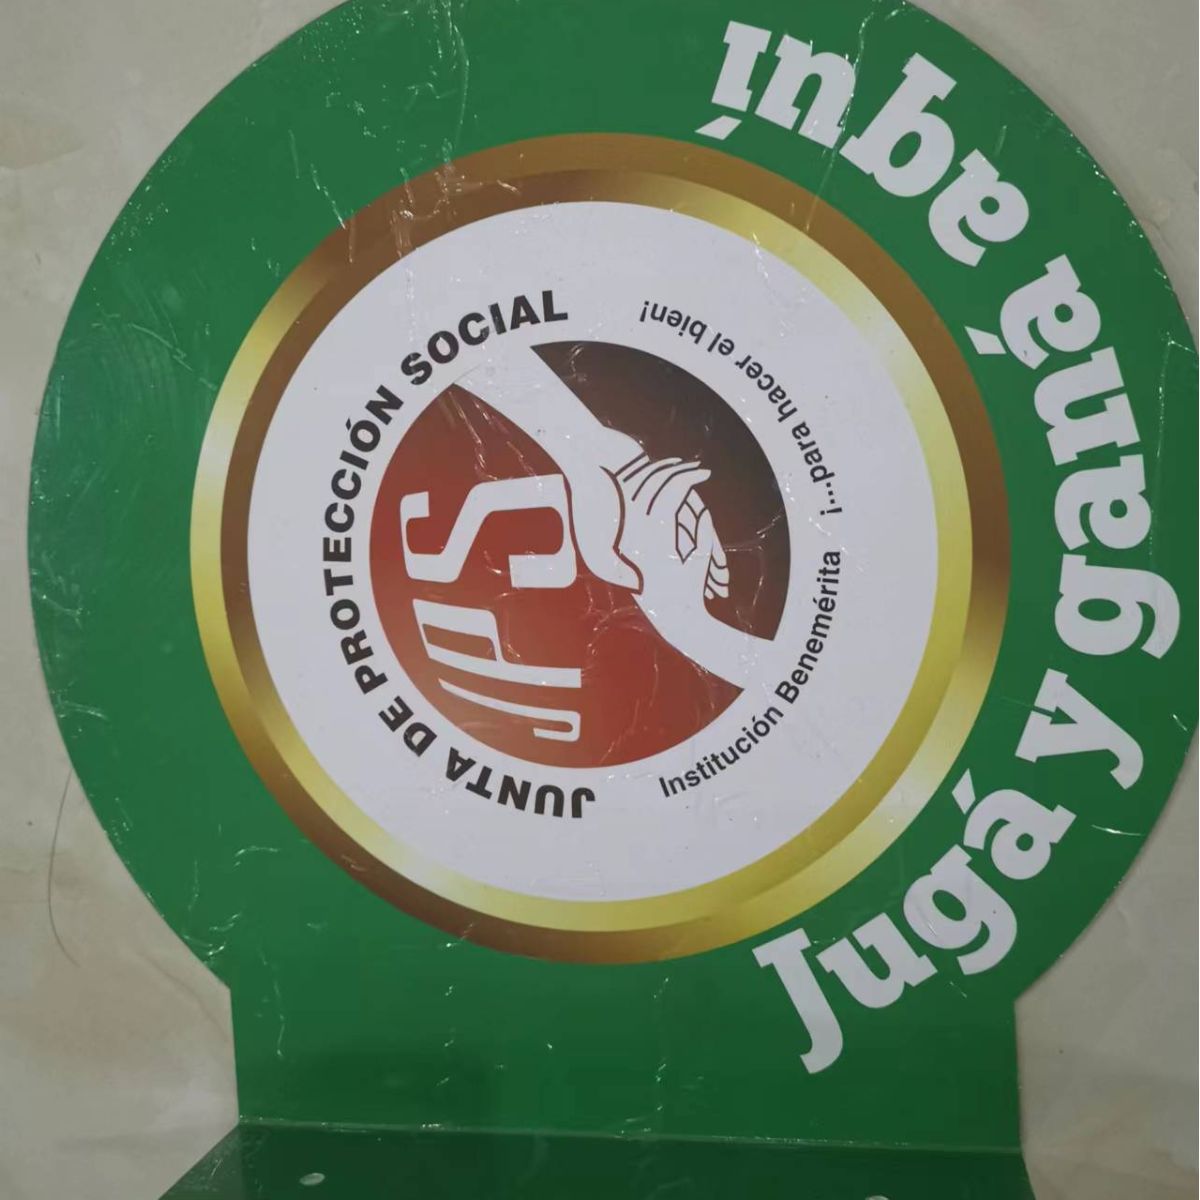 JUNTA DE PROTECCIÓN SOCIAL
JPS
Institución Benemérita ¡...para hacer el bien!
Jugá y ganá aquí